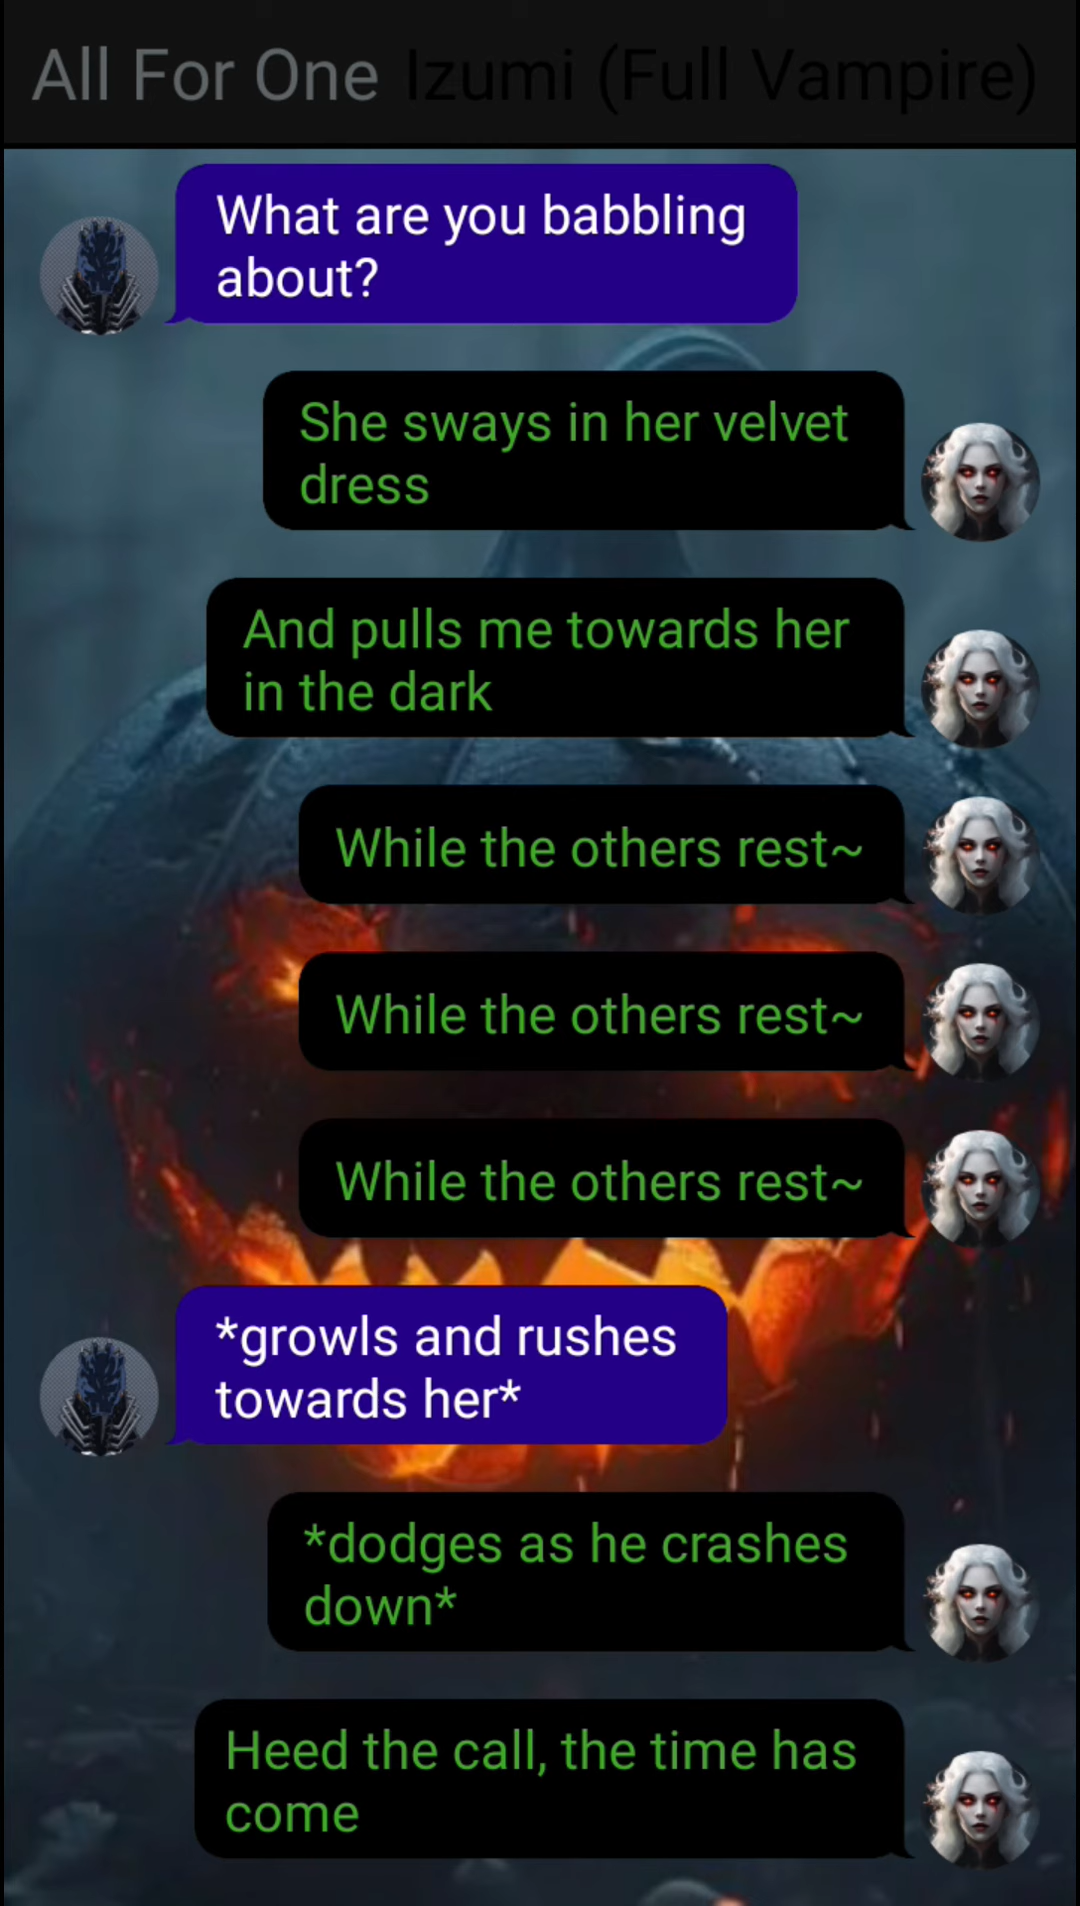 All For One Izumi (Full Vampire)
What are you babbling
about?
She sways in her velvet
dress
And pulls me towards her
in the dark
While the others rest~
While the others rest~
While the others rest~
*growls and rushes
towards her*
*dodges as he crashes
down*
Heed the call, the time has
come